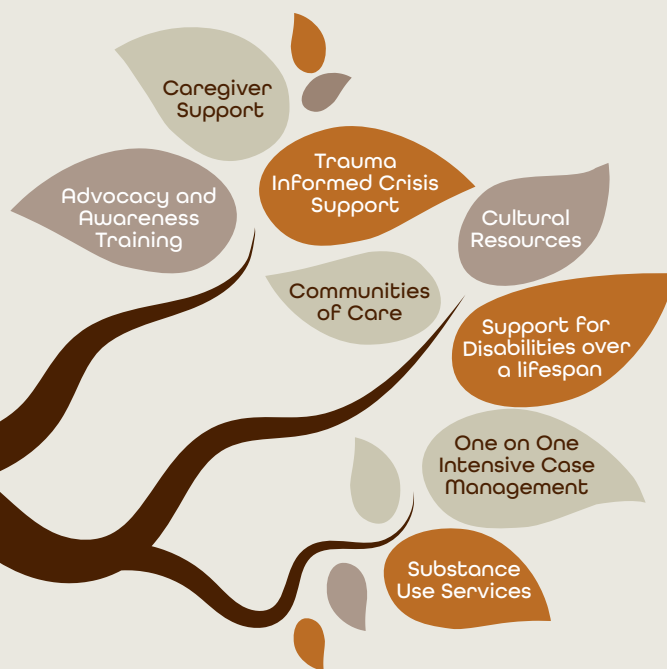 Caregiver
Support
Trauma
Informed Crisis
Support
Advocacy and
Awareness
Training
Cultural
Resources
Communities
of Care
Support for
Disabilities over
a lifespan
One on One
Intensive Case
Management
Substance
Use Services